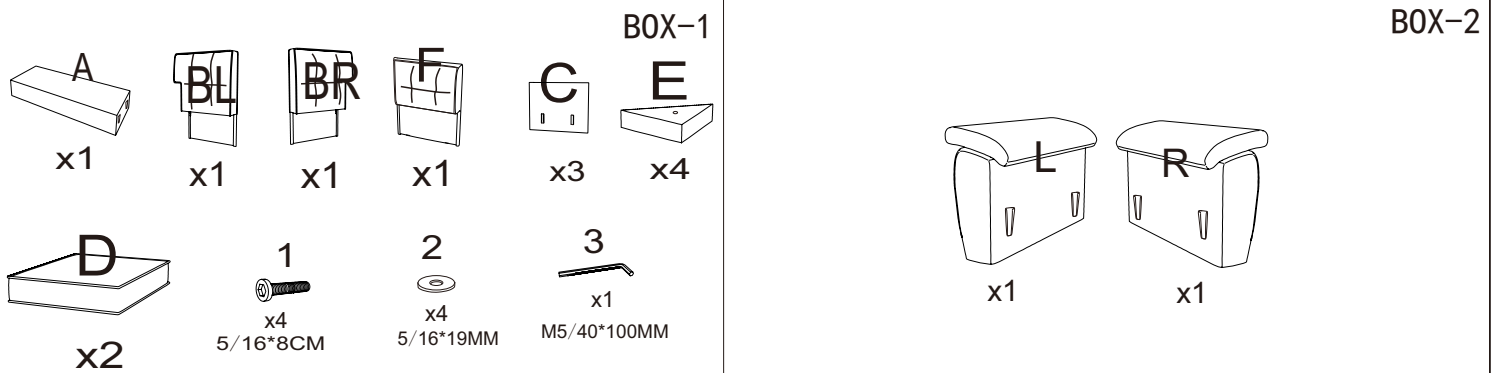 BOX-1
A
BL
BR
F
C
E
x1
x1
x1
x1
x3
x4
D
1
2
3
x2
x4
5/16*8CM
x4
5/16*19MM
x1
M5/40*100MM
BOX-2
L
R
x1
x1